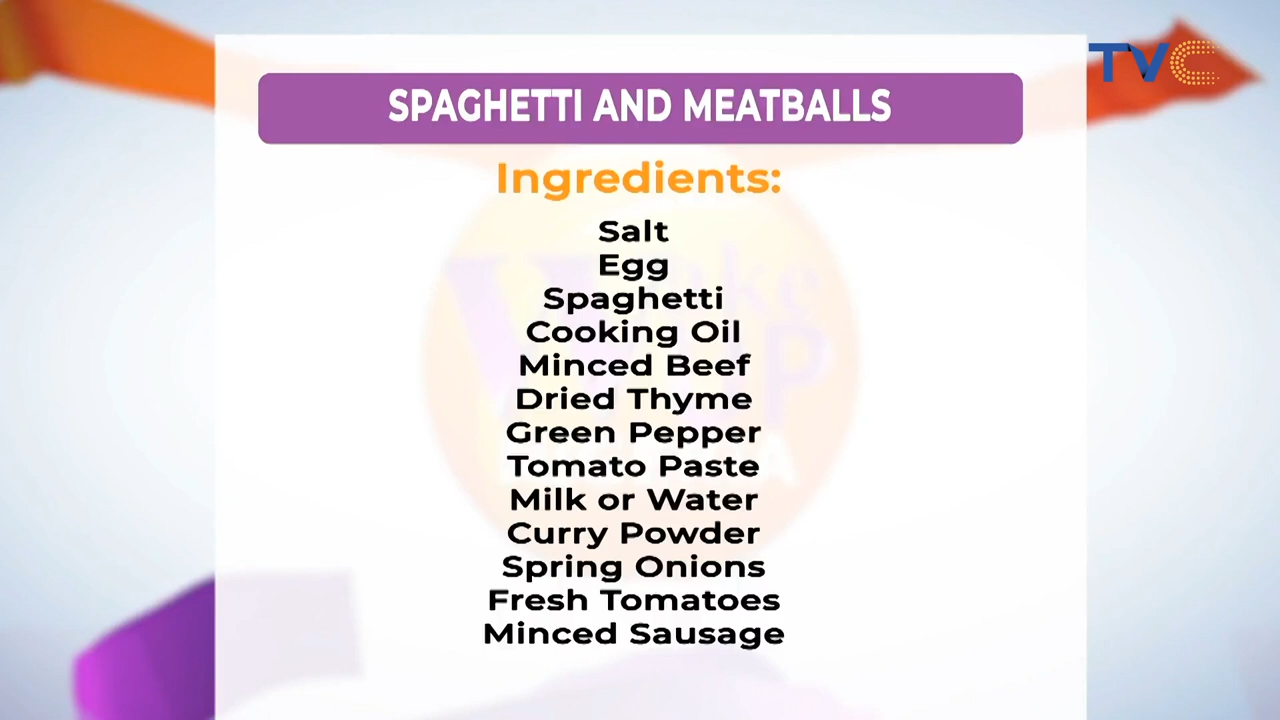 TVC
SPAGHETTI AND MEATBALLS
Ingredients:
Salt
Egg
Spaghetti
Cooking Oil
Minced Beef
Dried Thyme
Green Pepper
Tomato Paste
Milk or Water
Curry Powder
Spring Onions
Fresh Tomatoes
Minced Sausage